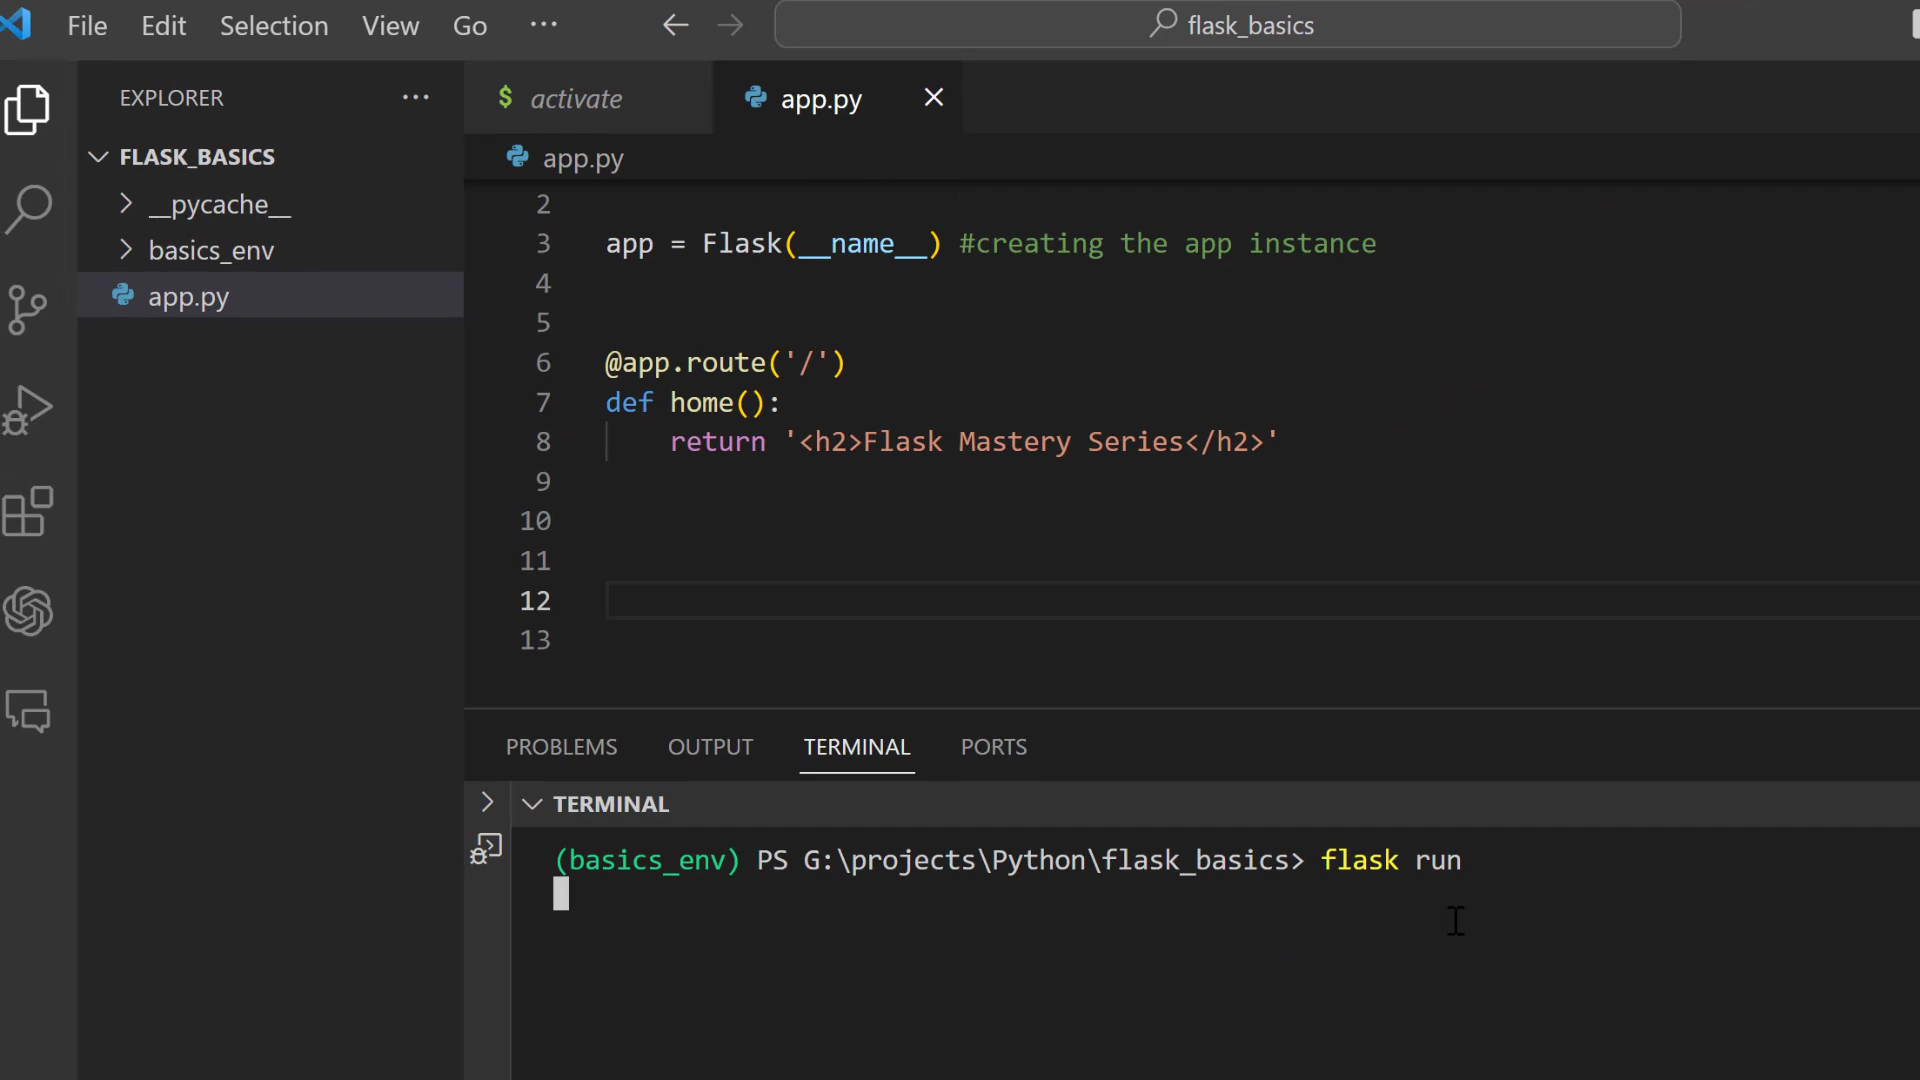 File Edit Selection View Go ··· flask_basics
EXPLORER ···
FLASK_BASICS
__pycache__
basics_env
app.py
$ activate app.py
app.py
2
3 app = Flask(__name__) #creating the app instance
4
5
6 @app.route('/')
7 def home():
8 return '<h2>Flask Mastery Series</h2>'
9
10
11
12
13
PROBLEMS OUTPUT TERMINAL PORTS
TERMINAL
(basics_env) PS G:\projects\Python\flask_basics> flask run